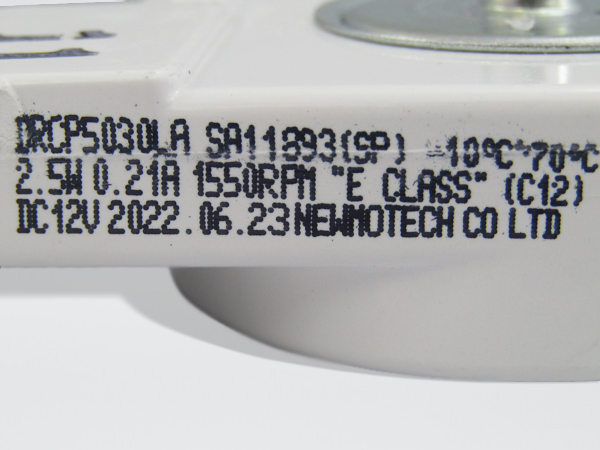 DRCP5030LA SA11893(SP) -10°C~70°C
2.5W 0.21A 1550RPM "E CLASS" (C12)
DC12V 2022.06.23 NEWMOTECH CO LTD